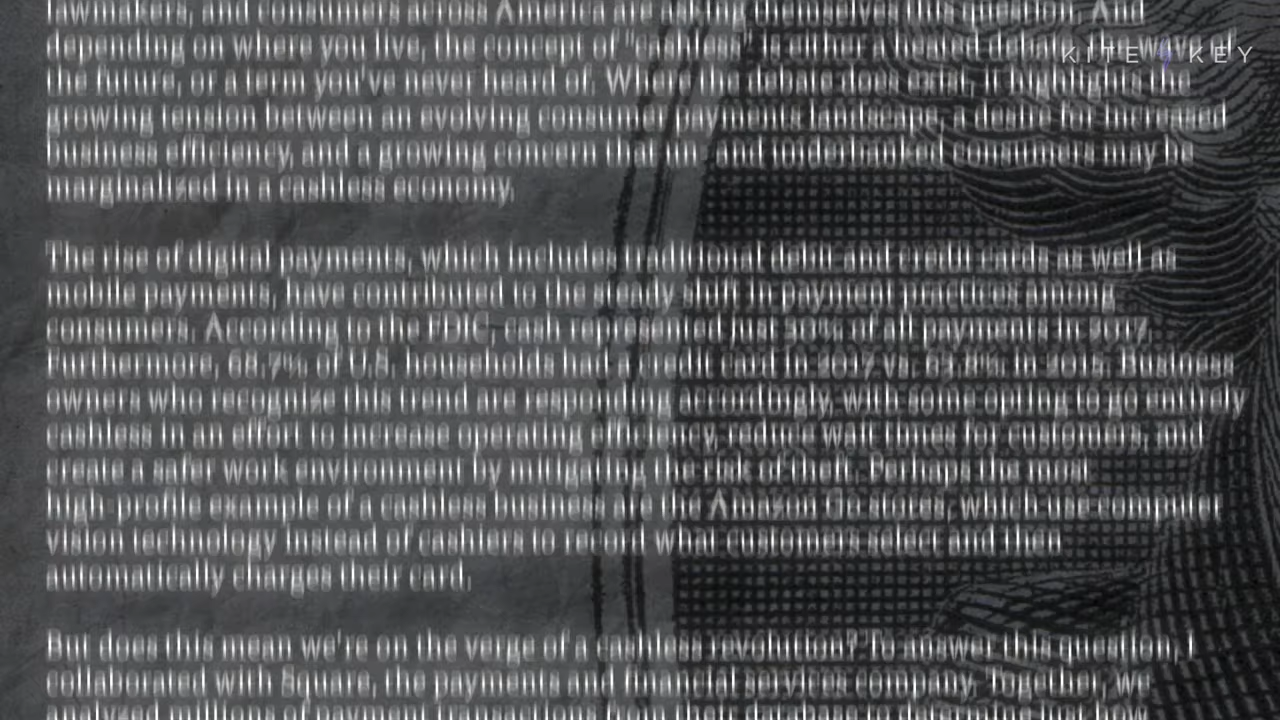 lawmakers, and consumers across America are asking themselves this question. And
depending on where you live, the concept of "cashless" is either a heated debate, the wave of
KITE KEY
the future, or a term you've never heard of. Where the debate does exist, it highlights the
growing tension between an evolving consumer payments landscape, a desire for increased
business efficiency, and a growing concern that un- and underbanked consumers may be
marginalized in a cashless economy.
The rise of digital payments, which includes traditional debit and credit cards as well as
mobile payments, have contributed to the steady shift in payment practices among
consumers. According to the FDIC, cash represented just 30% of all payments in 2017.
Furthermore, 68.7% of U.S. households had a credit card in 2017 vs. 67.8% in 2015. Business
owners who recognize this trend are responding accordingly, with some opting to go entirely
cashless in an effort to increase operating efficiency, reduce wait times for customers, and
create a safer work environment by mitigating the risk of theft. Perhaps the most
high-profile example of a cashless business are the Amazon Go stores, which use computer
vision technology instead of cashiers to record what customers select and then
automatically charges their card.
But does this mean we're on the verge of a cashless revolution? To answer this question, I
collaborated with Square, the payments and financial services company. Together, we
analyzed millions of payment transactions from their